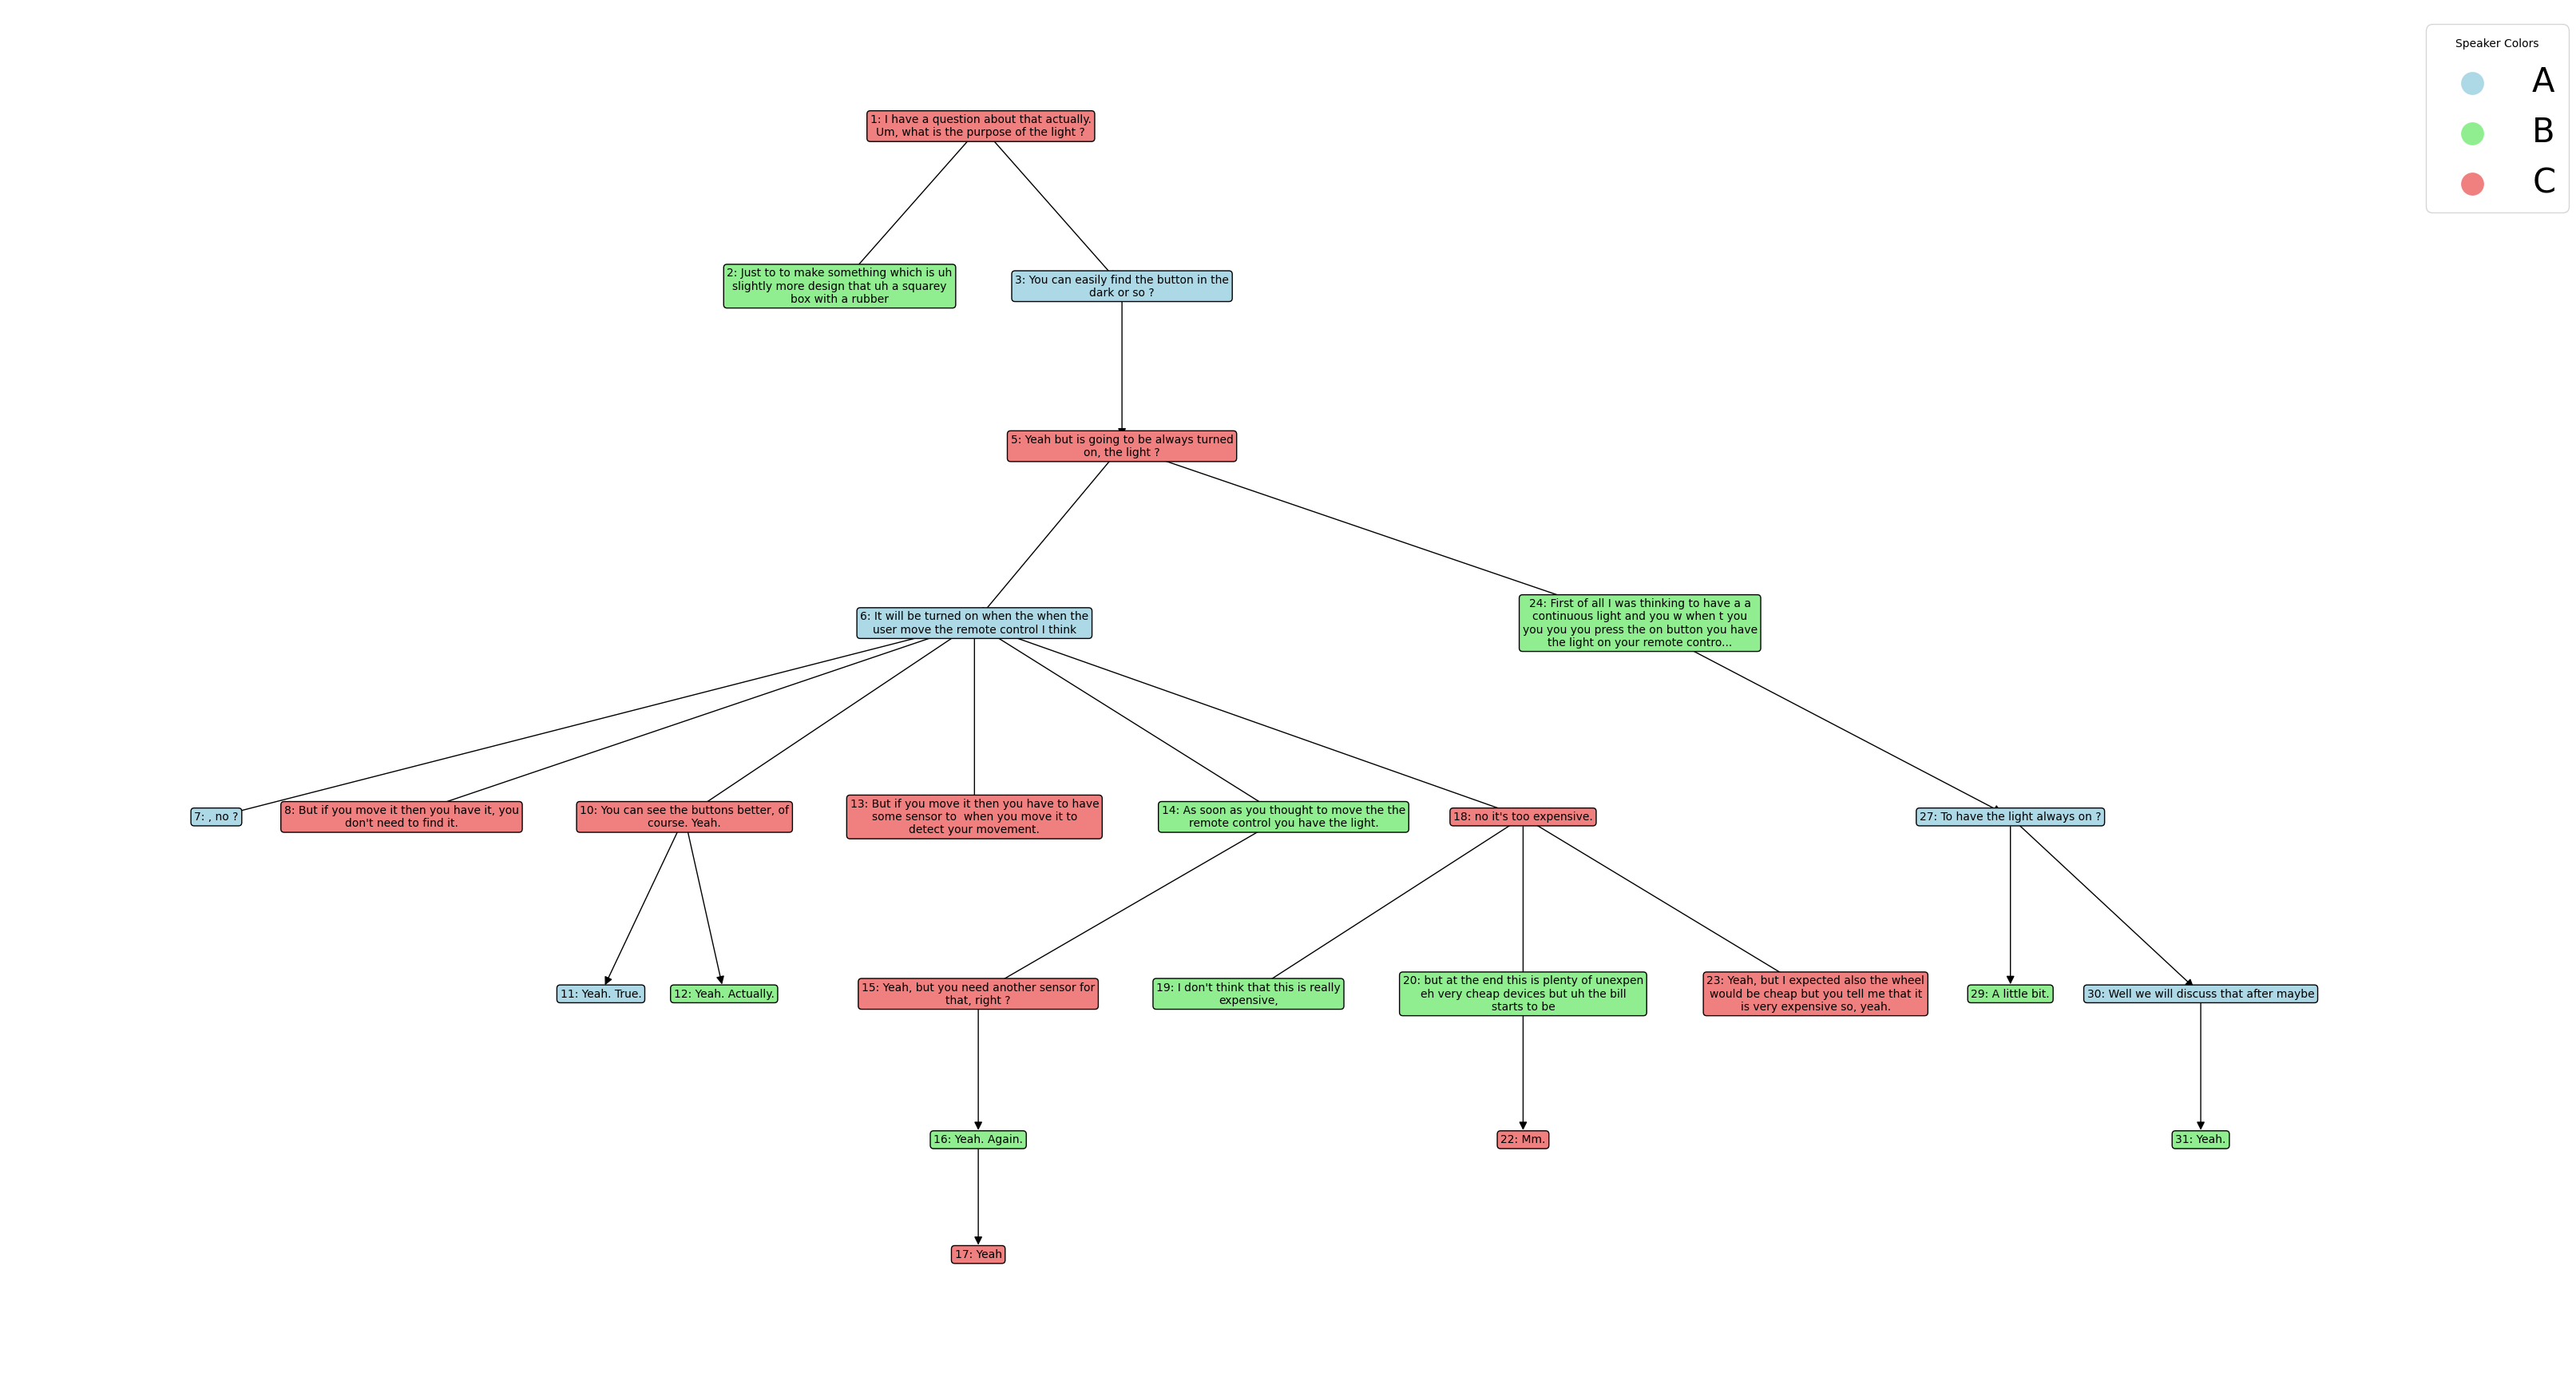 Speaker Colors
A
B
C
1: I have a question about that actually.
Um, what is the purpose of the light ?
2: Just to to make something which is uh
slightly more design that uh a squarey
box with a rubber
3: You can easily find the button in the
dark or so ?
5: Yeah but is going to be always turned
on, the light ?
6: It will be turned on when the when the
user move the remote control I think
24: First of all I was thinking to have a a
continuous light and you w when t you
you you you press the on button you have
the light on your remote contro...
7: , no ?
8: But if you move it then you have it, you
don't need to find it.
10: You can see the buttons better, of
course. Yeah.
13: But if you move it then you have to have
some sensor to  when you move it to
detect your movement.
14: As soon as you thought to move the the
remote control you have the light.
18: no it's too expensive.
27: To have the light always on ?
11: Yeah. True.
12: Yeah. Actually.
15: Yeah, but you need another sensor for
that, right ?
19: I don't think that this is really
expensive,
20: but at the end this is plenty of unexpen
eh very cheap devices but uh the bill
starts to be
23: Yeah, but I expected also the wheel
would be cheap but you tell me that it
is very expensive so, yeah.
29: A little bit.
30: Well we will discuss that after maybe
16: Yeah. Again.
22: Mm.
31: Yeah.
17: Yeah